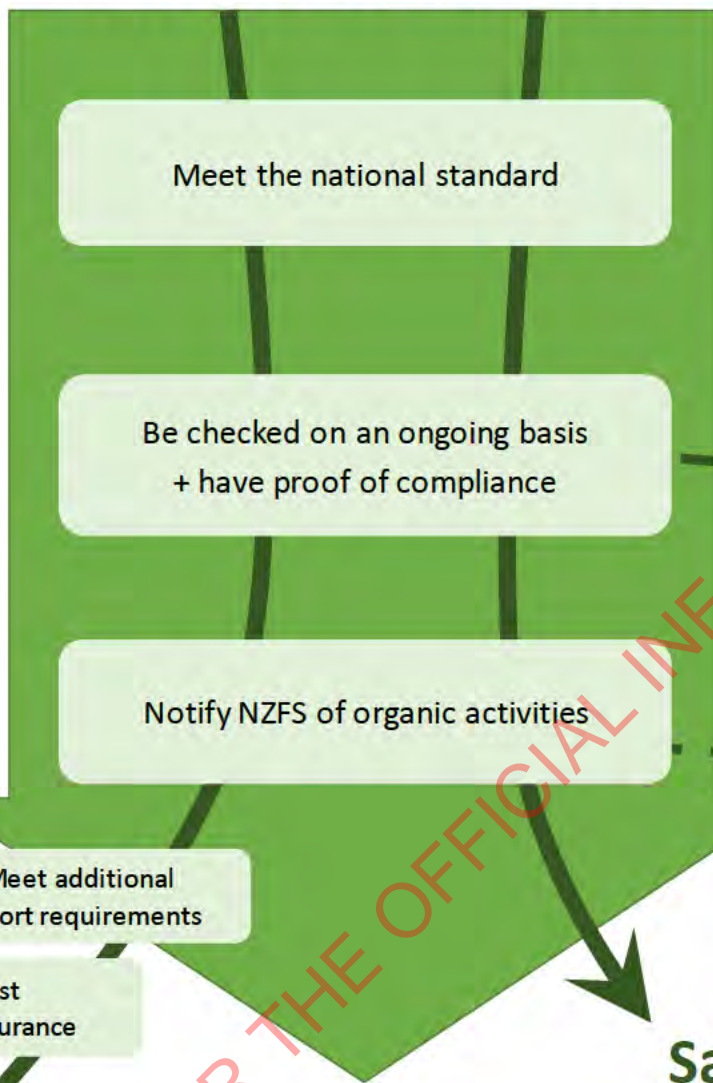 Meet the national standard
Be checked on an ongoing basis
+ have proof of compliance
Notify NZFS of organic activities
Meet additional
ort requirements
st
urance
Sa
THE OFFICIAL INF